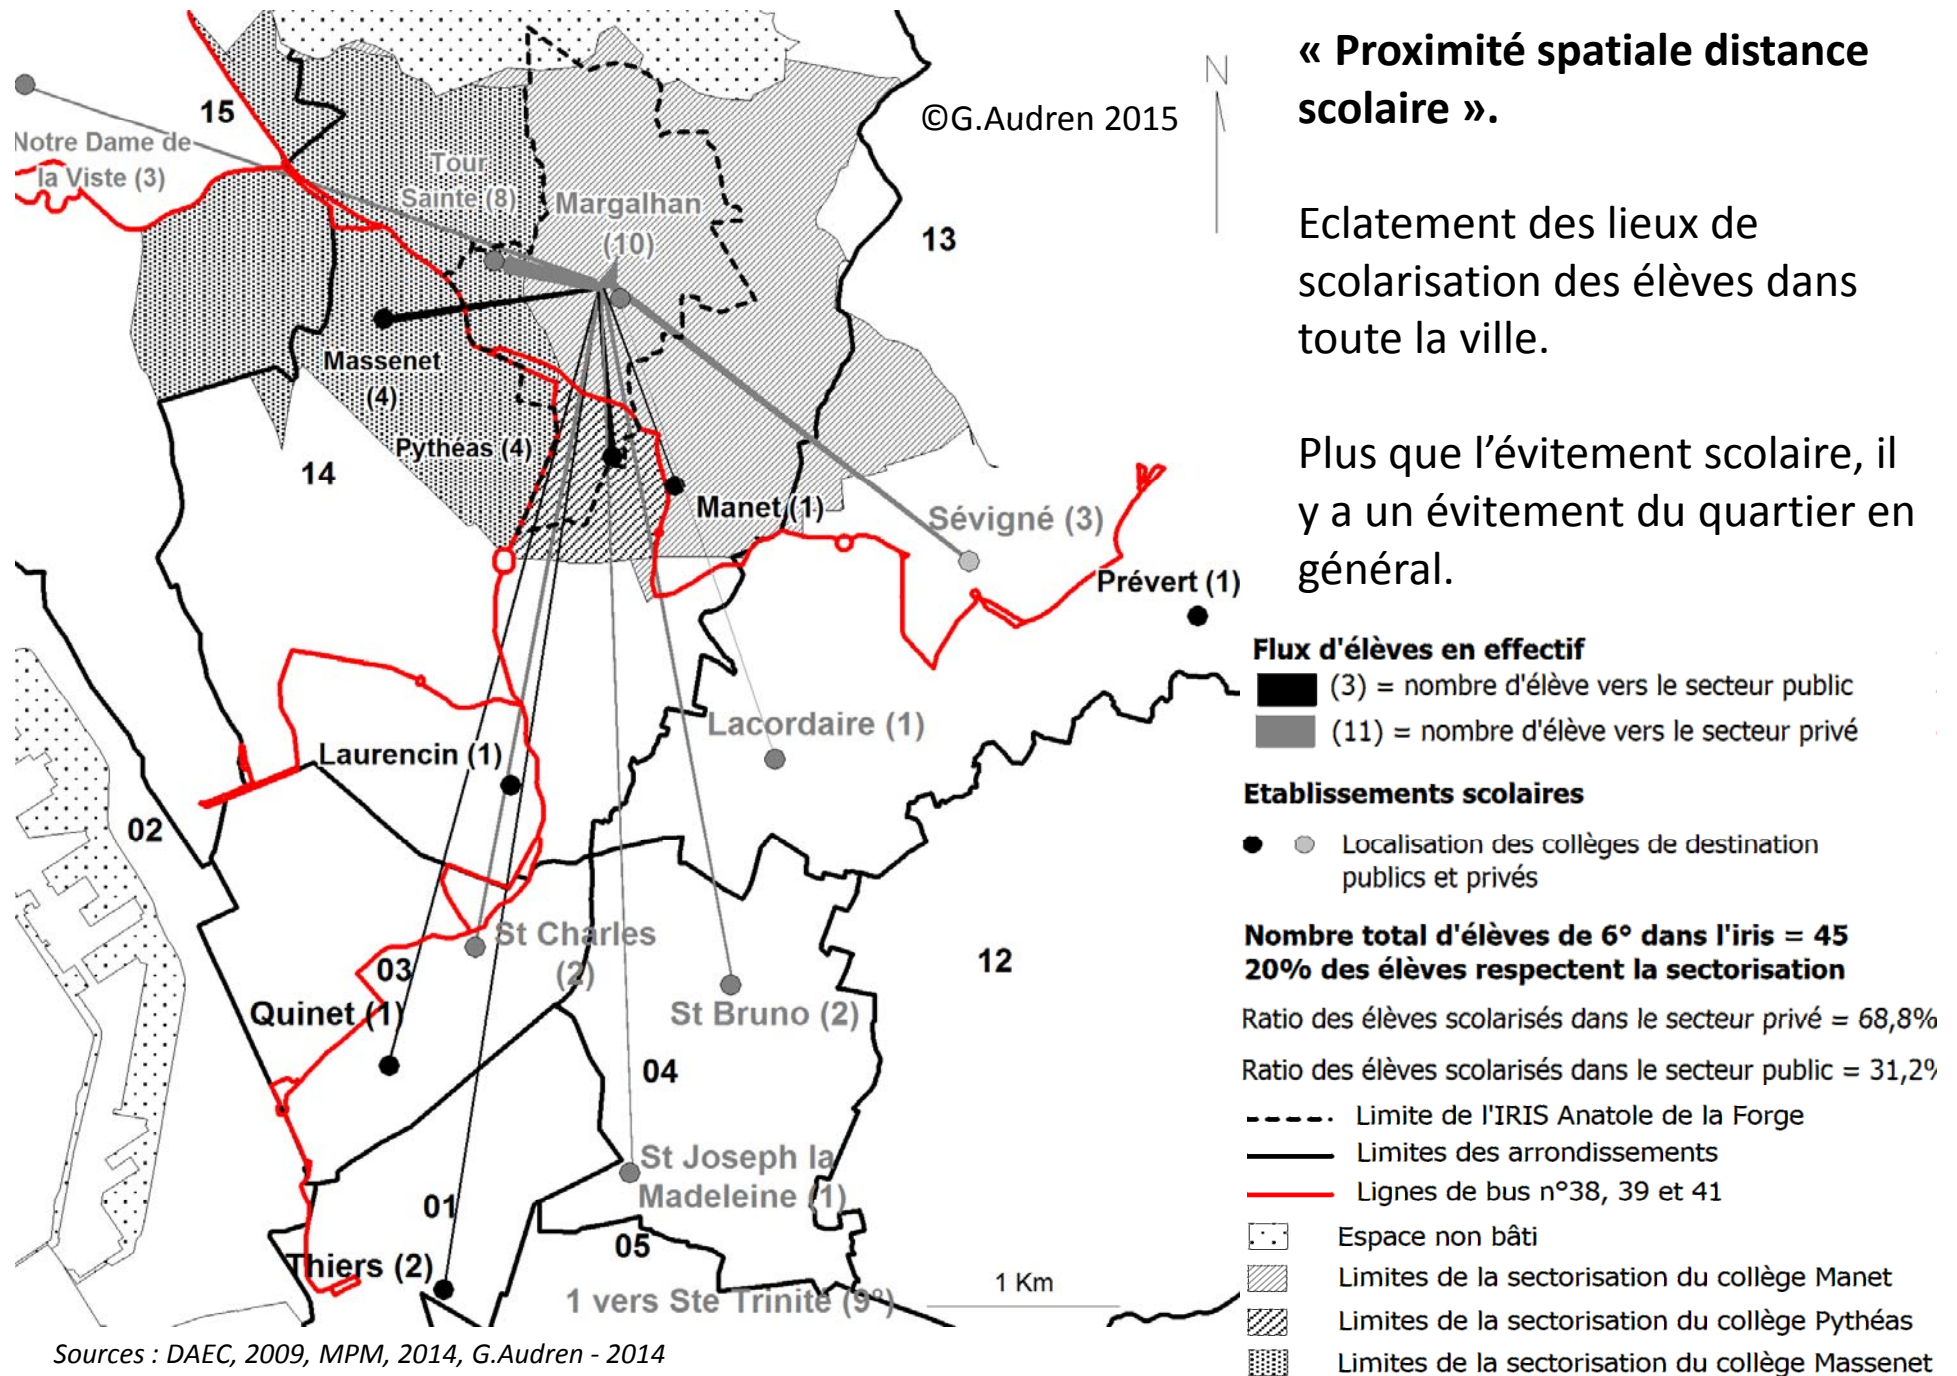 15
Notre Dame de
la Viste (3)
Tour
Sainte (8)
Margalhan
(10)
©G.Audren 2015
N
13
Massenet
(4)
Pythéas (4)
14
Manet (1)
Sévigné (3)
Prévert (1)
Lacordaire (1)
Laurencin (1)
02
St Charles
(2)
03
12
Quinet (1)
St Bruno (2)
04
St Joseph la
Madeleine (1)
01
05
Thiers (2)
1 vers Ste Trinité (9°)
1 Km
Sources : DAEC, 2009, MPM, 2014, G.Audren - 2014
« Proximité spatiale distance
scolaire ».
Eclatement des lieux de
scolarisation des élèves dans
toute la ville.
Plus que l’évitement scolaire, il
y a un évitement du quartier en
général.
Flux d'élèves en effectif
(3) = nombre d'élève vers le secteur public
(11) = nombre d'élève vers le secteur privé
Etablissements scolaires
Localisation des collèges de destination
publics et privés
Nombre total d'élèves de 6° dans l'iris = 45
20% des élèves respectent la sectorisation
Ratio des élèves scolarisés dans le secteur privé = 68,8%
Ratio des élèves scolarisés dans le secteur public = 31,2%
Limite de l'IRIS Anatole de la Forge
Limites des arrondissements
Lignes de bus n°38, 39 et 41
Espace non bâti
Limites de la sectorisation du collège Manet
Limites de la sectorisation du collège Pythéas
Limites de la sectorisation du collège Massenet